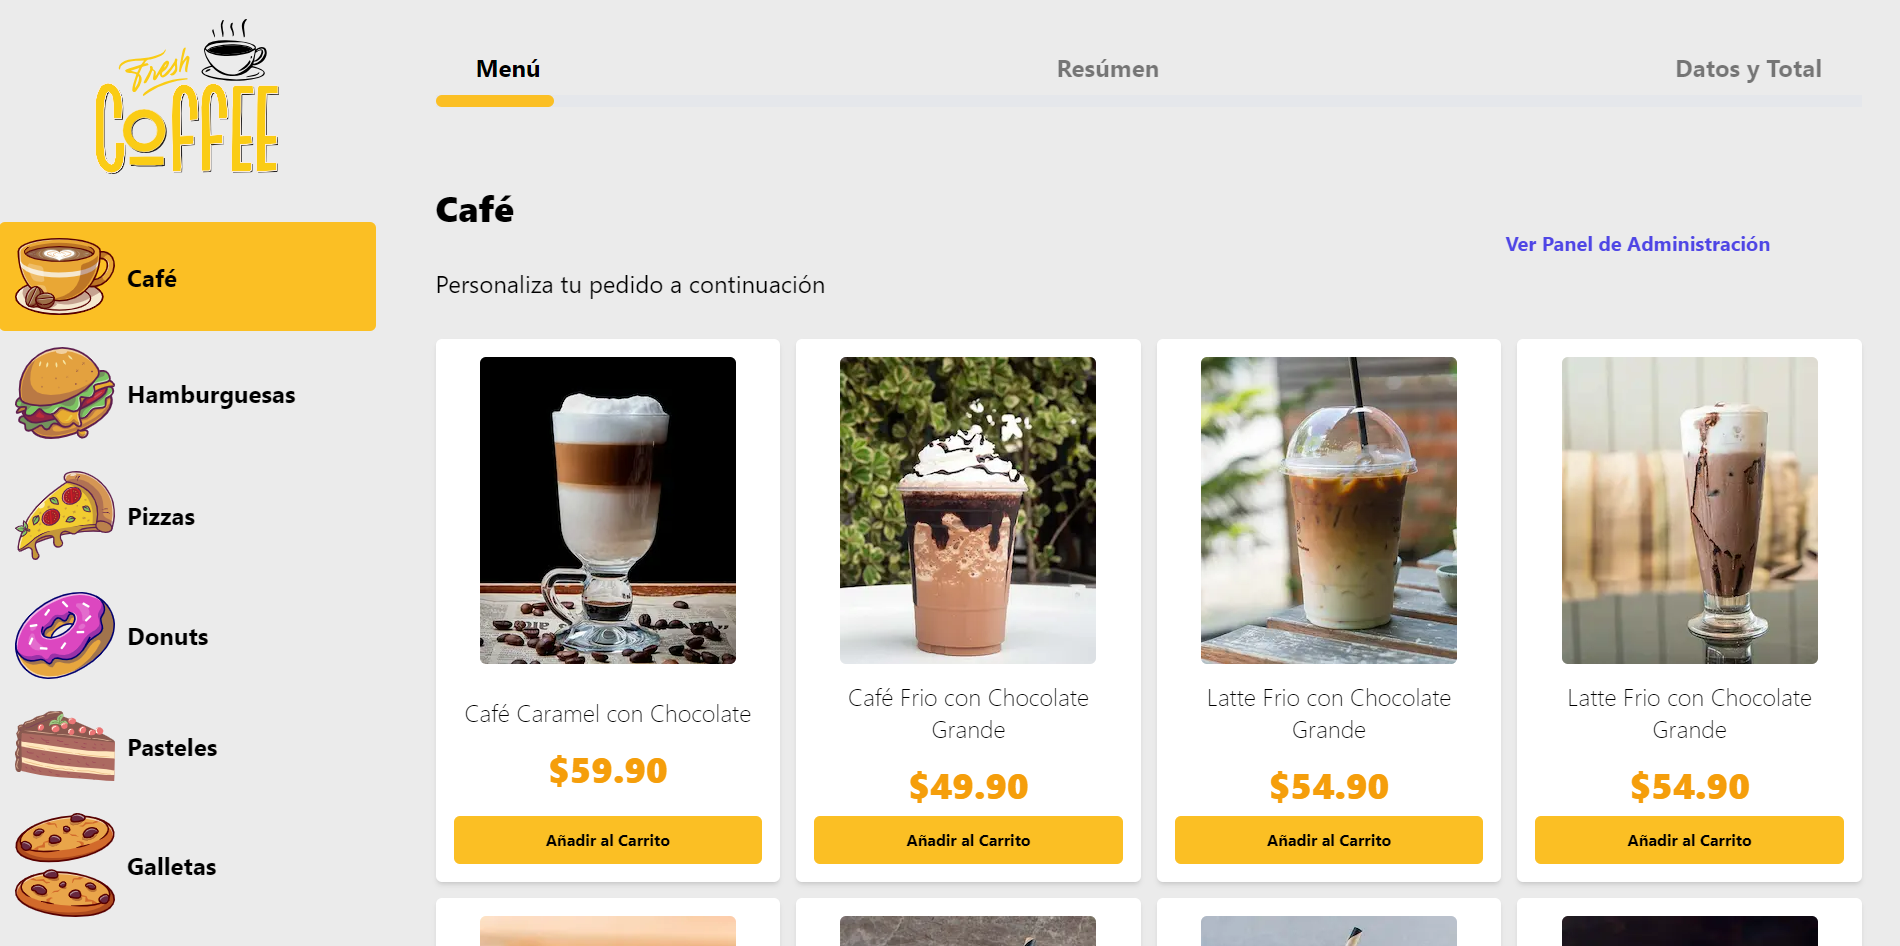 Fresh
COFFEE
Menú
Resúmen
Datos y Total
Café
Ver Panel de Administración
Personaliza tu pedido a continuación
Café
Hamburguesas
Pizzas
Donuts
Pasteles
Galletas
Café Caramel con Chocolate
$59.90
Añadir al Carrito
Café Frio con Chocolate
Grande
$49.90
Añadir al Carrito
Latte Frio con Chocolate
Grande
$54.90
Añadir al Carrito
Latte Frio con Chocolate
Grande
$54.90
Añadir al Carrito